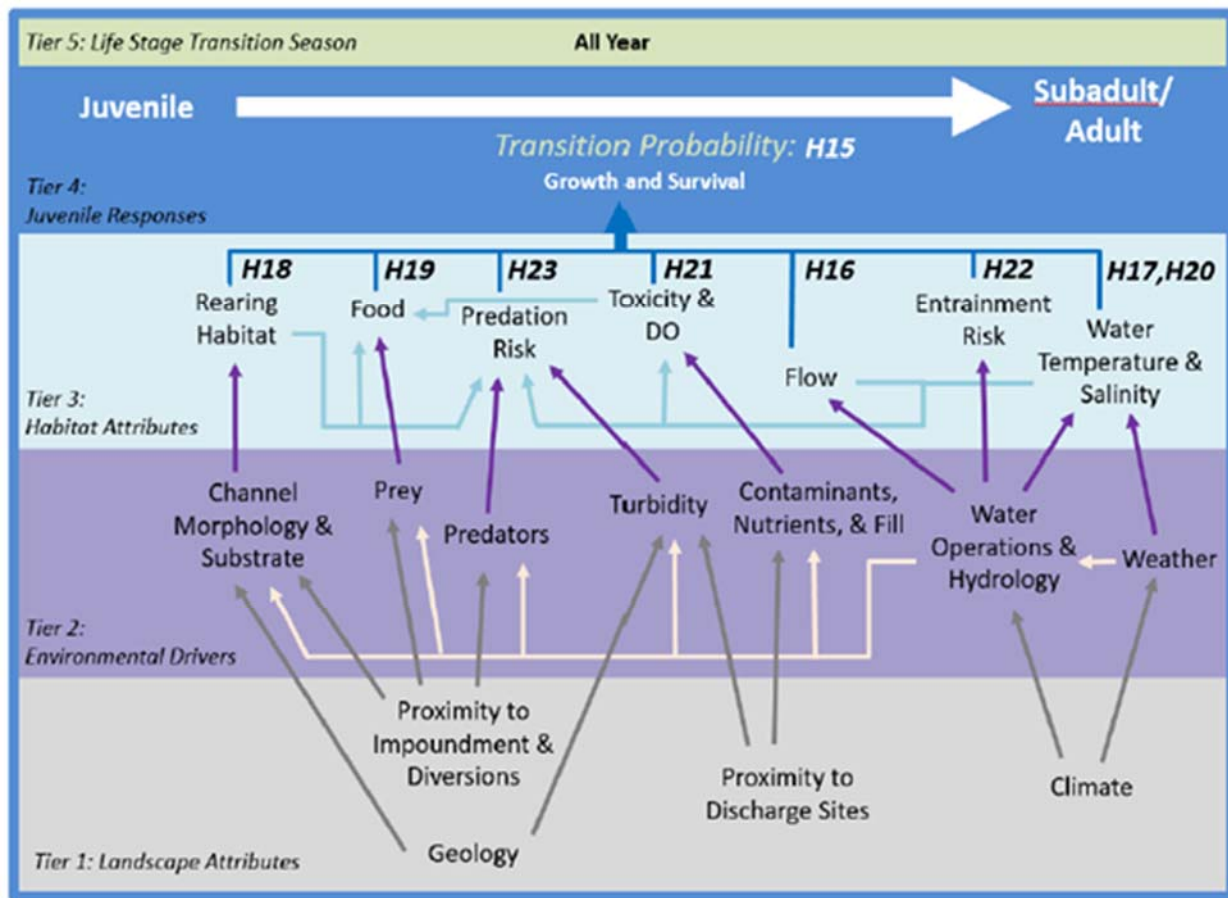 Tier 5: Life Stage Transition Season
All Year
Juvenile
Subadult/
Adult
Transition Probability: H15
Growth and Survival
Tier 4:
Juvenile Responses
H18
H19
H23
H21
H16
H22
H17,H20
Rearing
Habitat
Food
Predation
Risk
Toxicity &
DO
Flow
Entrainment
Risk
Water
Temperature &
Salinity
Tier 3:
Habitat Attributes
Channel
Morphology &
Substrate
Prey
Predators
Turbidity
Contaminants,
Nutrients, & Fill
Water
Operations &
Hydrology
Weather
Tier 2:
Environmental Drivers
Proximity to
Impoundment &
Diversions
Proximity to
Discharge Sites
Climate
Geology
Tier 1: Landscape Attributes